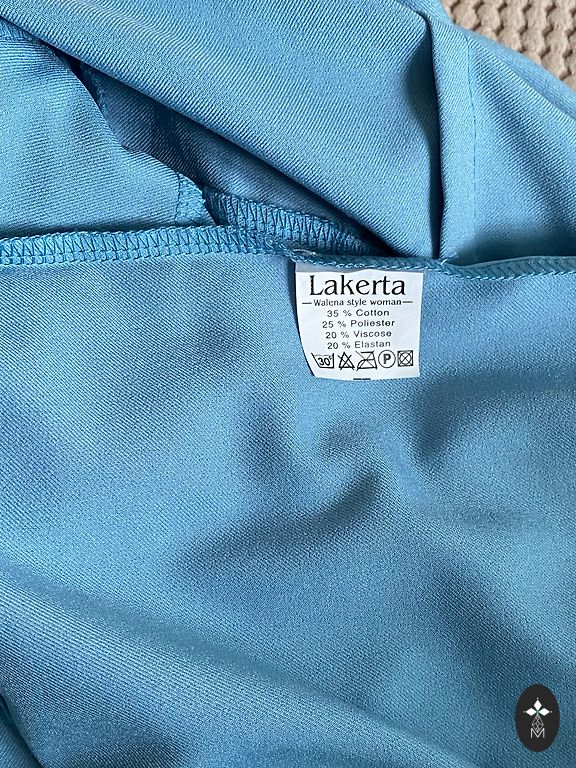 Lakerta
Walena style woman
35 % Cotton
25 % Poliester
20 % Viscose
20 % Elastan
30° P
M